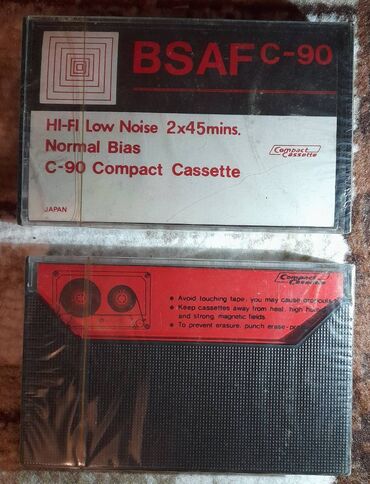 BSAF C-90
HI-FI Low Noise 2x45mins.
Normal Bias
C-90 Compact Cassette
Compact
Cassette
JAPAN
Compact
Cassette
● Avoid touching tape, you may cause
● Keep cassettes away from heat, high
and strong magnetic fields
● To prevent erasure, punch